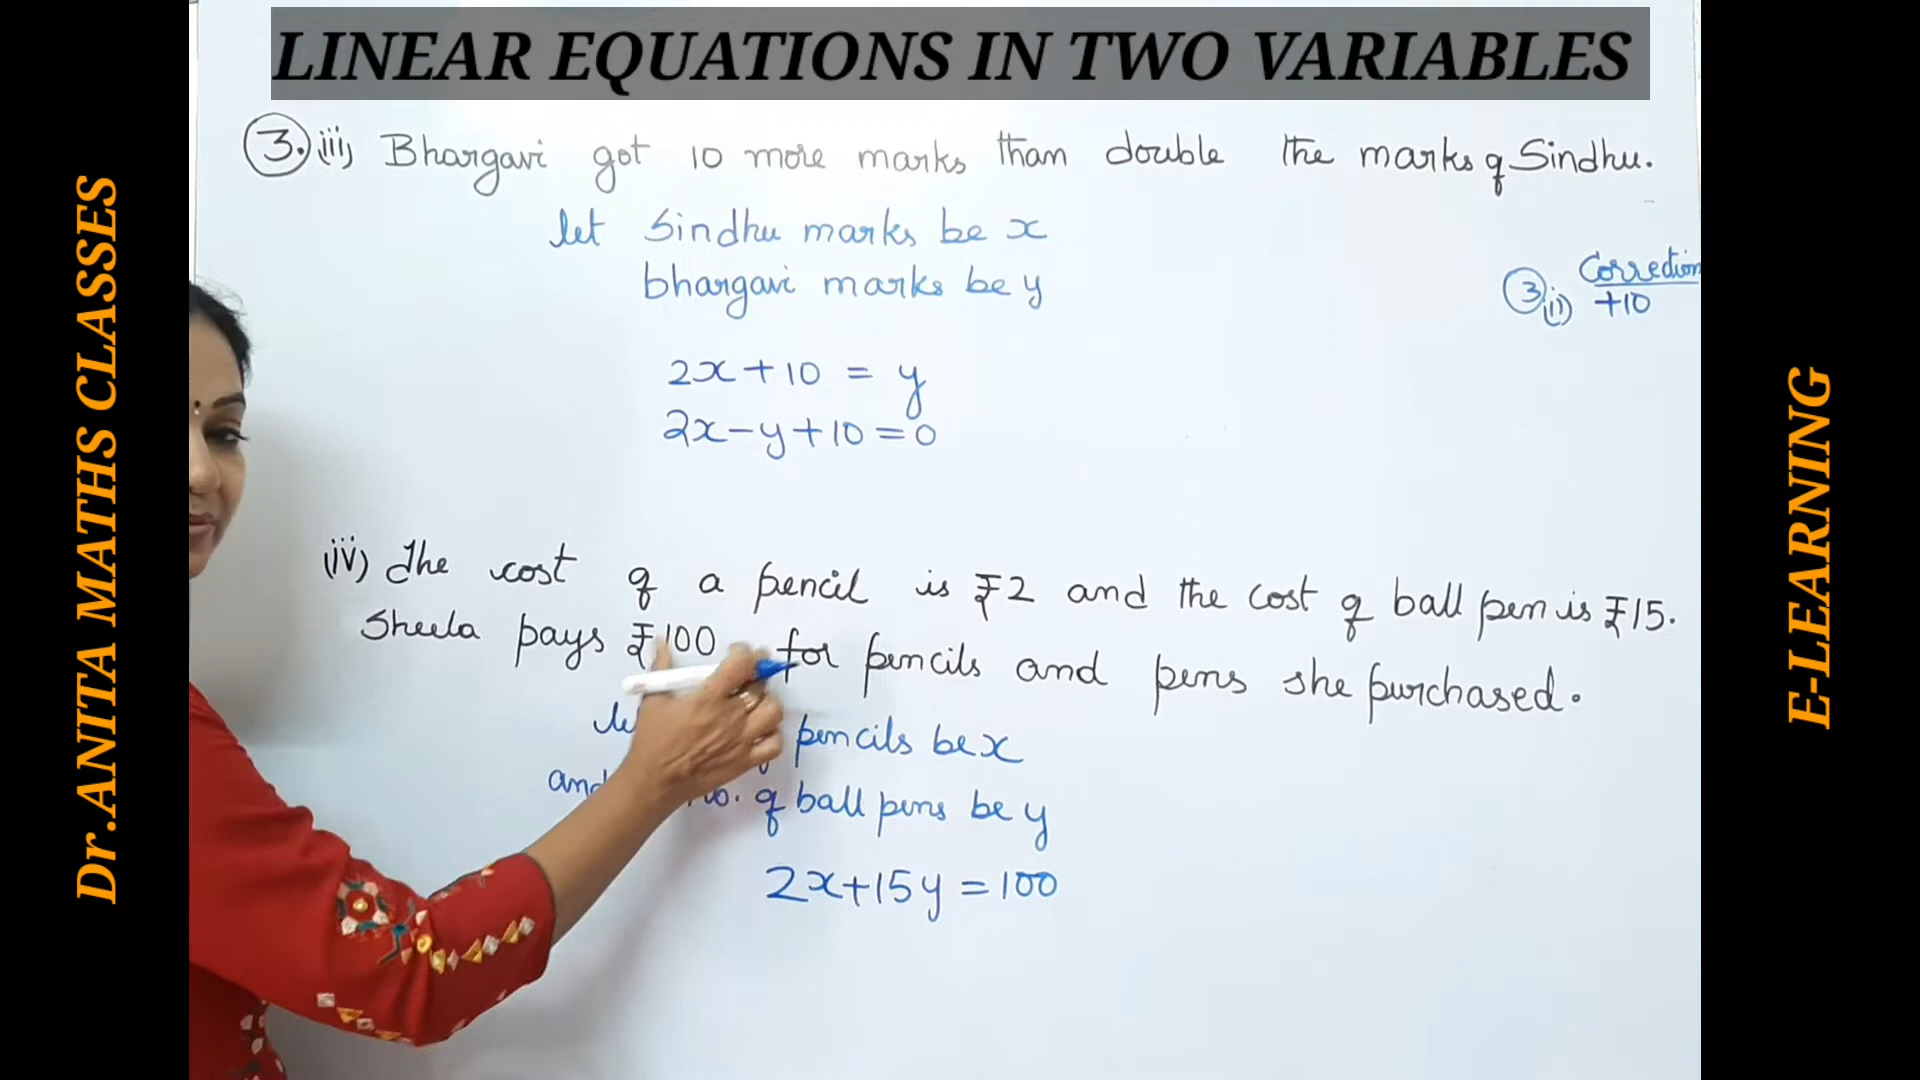 LINEAR EQUATIONS IN TWO VARIABLES
3. iii) Bhargavi got 10 more marks than double the marks of Sindhu.
let Sindhu marks be x
bhargavi marks be y
Correction
3 (ii) +10
2x+10 = y
2x-y+10=0
(iv) The cost of a pencil is ₹2 and the cost of ball pen is ₹15.
Sheela pays ₹100 for pencils and pens she purchased.
pencils be x
and no. of ball pens be y
2x+15y=100
Dr.ANITA MATHS CLASSES
E-LEARNING